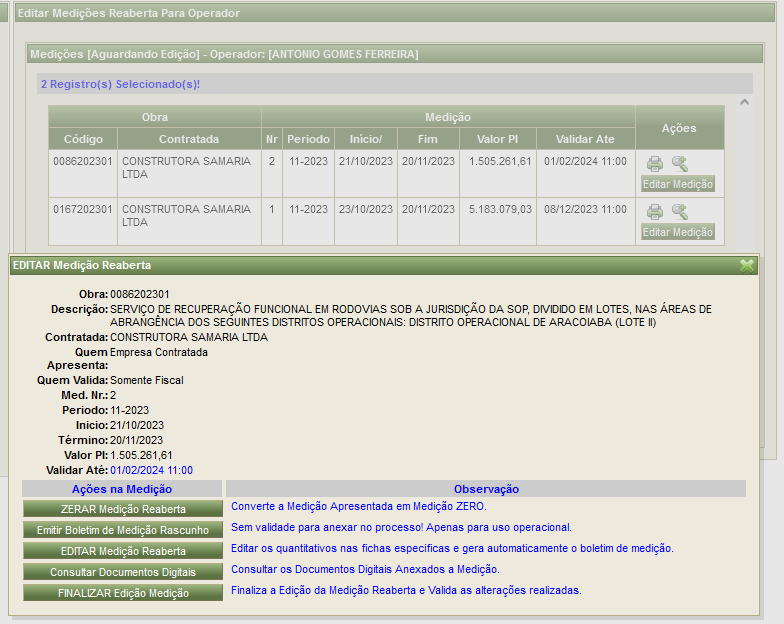 Editar Medições Reaberta Para Operador
Medições [Aguardando Edição] - Operador: [ANTONIO GOMES FERREIRA]
2 Registro(s) Selecionado(s)!
Obra Medição Ações
Código Contratada Nr Periodo Início/ Fim Valor PI Validar Ate
0086202301 CONSTRUTORA SAMARIA LTDA 2 11-2023 21/10/2023 20/11/2023 1.505.261,61 01/02/2024 11:00
Editar Medição
0167202301 CONSTRUTORA SAMARIA LTDA 1 11-2023 23/10/2023 20/11/2023 5.183.079,03 08/12/2023 11:00
Editar Medição
EDITAR Medição Reaberta
Obra: 0086202301
Descrição: SERVIÇO DE RECUPERAÇÃO FUNCIONAL EM RODOVIAS SOB A JURISDIÇÃO DA SOP, DIVIDIDO EM LOTES, NAS ÁREAS DE
ABRANGÊNCIA DOS SEGUINTES DISTRITOS OPERACIONAIS: DISTRITO OPERACIONAL DE ARACOIABA (LOTE II)
Contratada: CONSTRUTORA SAMARIA LTDA
Quem Empresa Contratada
Apresenta:
Quem Valida: Somente Fiscal
Med. Nr.: 2
Periodo: 11-2023
Inicio: 21/10/2023
Término: 20/11/2023
Valor PI: 1.505.261,61
Validar Até: 01/02/2024 11:00
Ações na Medição Observação
ZERAR Medição Reaberta Converte a Medição Apresentada em Medição ZERO.
Emitir Boletim de Medição Rascunho Sem validade para anexar no processo! Apenas para uso operacional.
EDITAR Medição Reaberta Editar os quantitativos nas fichas especificas e gera automaticamente o boletim de medição.
Consultar Documentos Digitais Consultar os Documentos Digitais Anexados a Medição.
FINALIZAR Edição Medição Finaliza a Edição da Medição Reaberta e Valida as alterações realizadas.